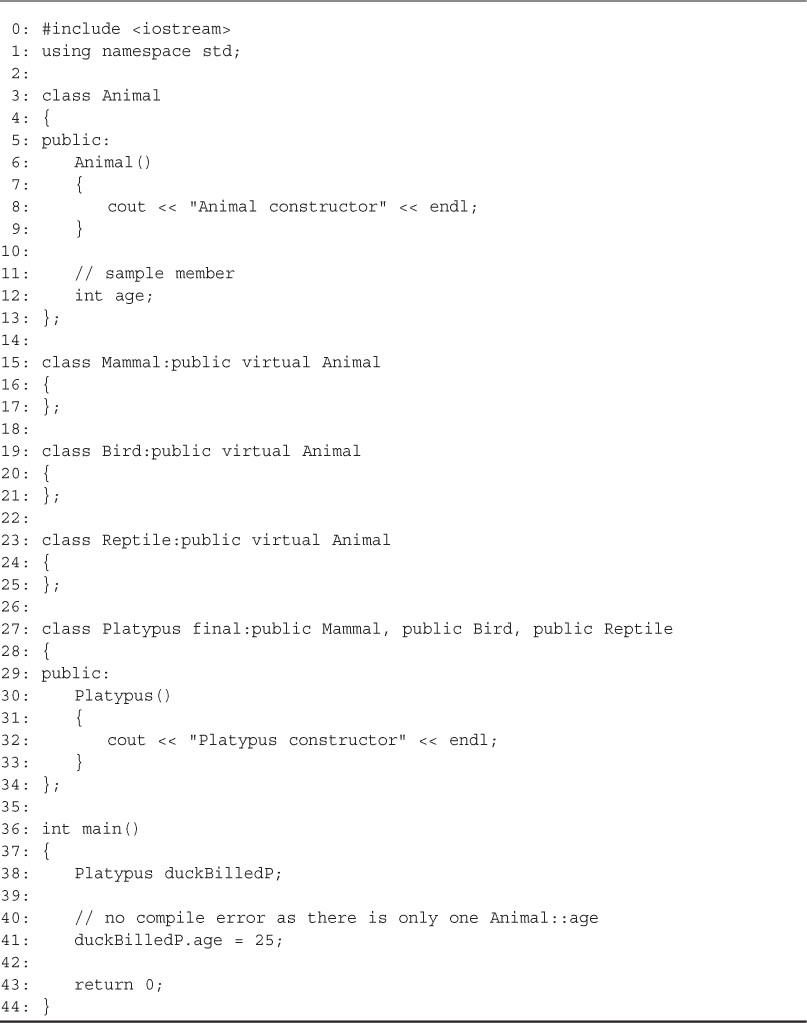 0: #include <iostream>
1: using namespace std;
2:
3: class Animal
4: {
5: public:
6:    Animal()
7:    {
8:       cout << "Animal constructor" << endl;
9:    }
10:
11:    // sample member
12:    int age;
13: };
14:
15: class Mammal:public virtual Animal
16: {
17: };
18:
19: class Bird:public virtual Animal
20: {
21: };
22:
23: class Reptile:public virtual Animal
24: {
25: };
26:
27: class Platypus final:public Mammal, public Bird, public Reptile
28: {
29: public:
30:    Platypus()
31:    {
32:       cout << "Platypus constructor" << endl;
33:    }
34: };
35:
36: int main()
37: {
38:    Platypus duckBilledP;
39:
40:    // no compile error as there is only one Animal::age
41:    duckBilledP.age = 25;
42:
43:    return 0;
44: }